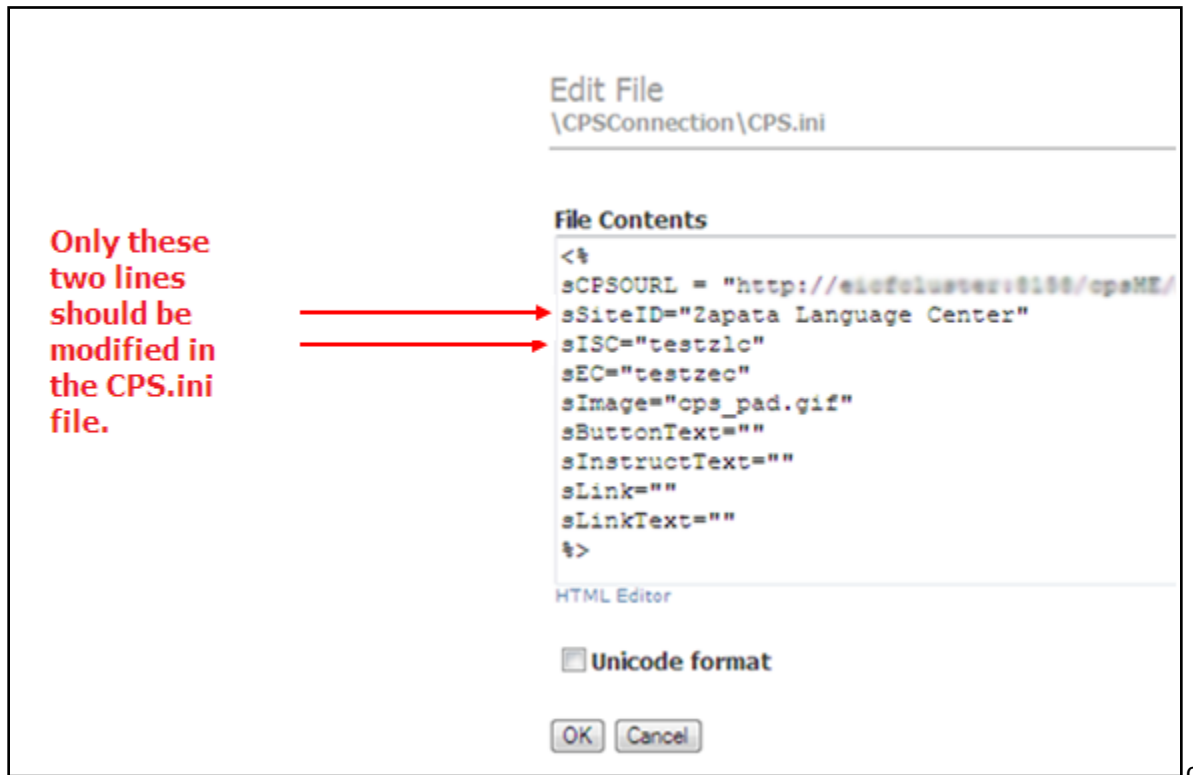 Edit File
\CPSConnection\CPS.ini
File Contents
Only these
two lines
should be
modified in
the CPS.ini
file.
<%
sCPSOURL = "http://
sSiteID="Zapata Language Center"
sISC="testzlc"
sEC="testzec"
sImage="cps_pad.gif"
sButtonText=""
sInstructText=""
sLink=""
sLinkText=""
%>
HTML Editor
Unicode format
OK Cancel